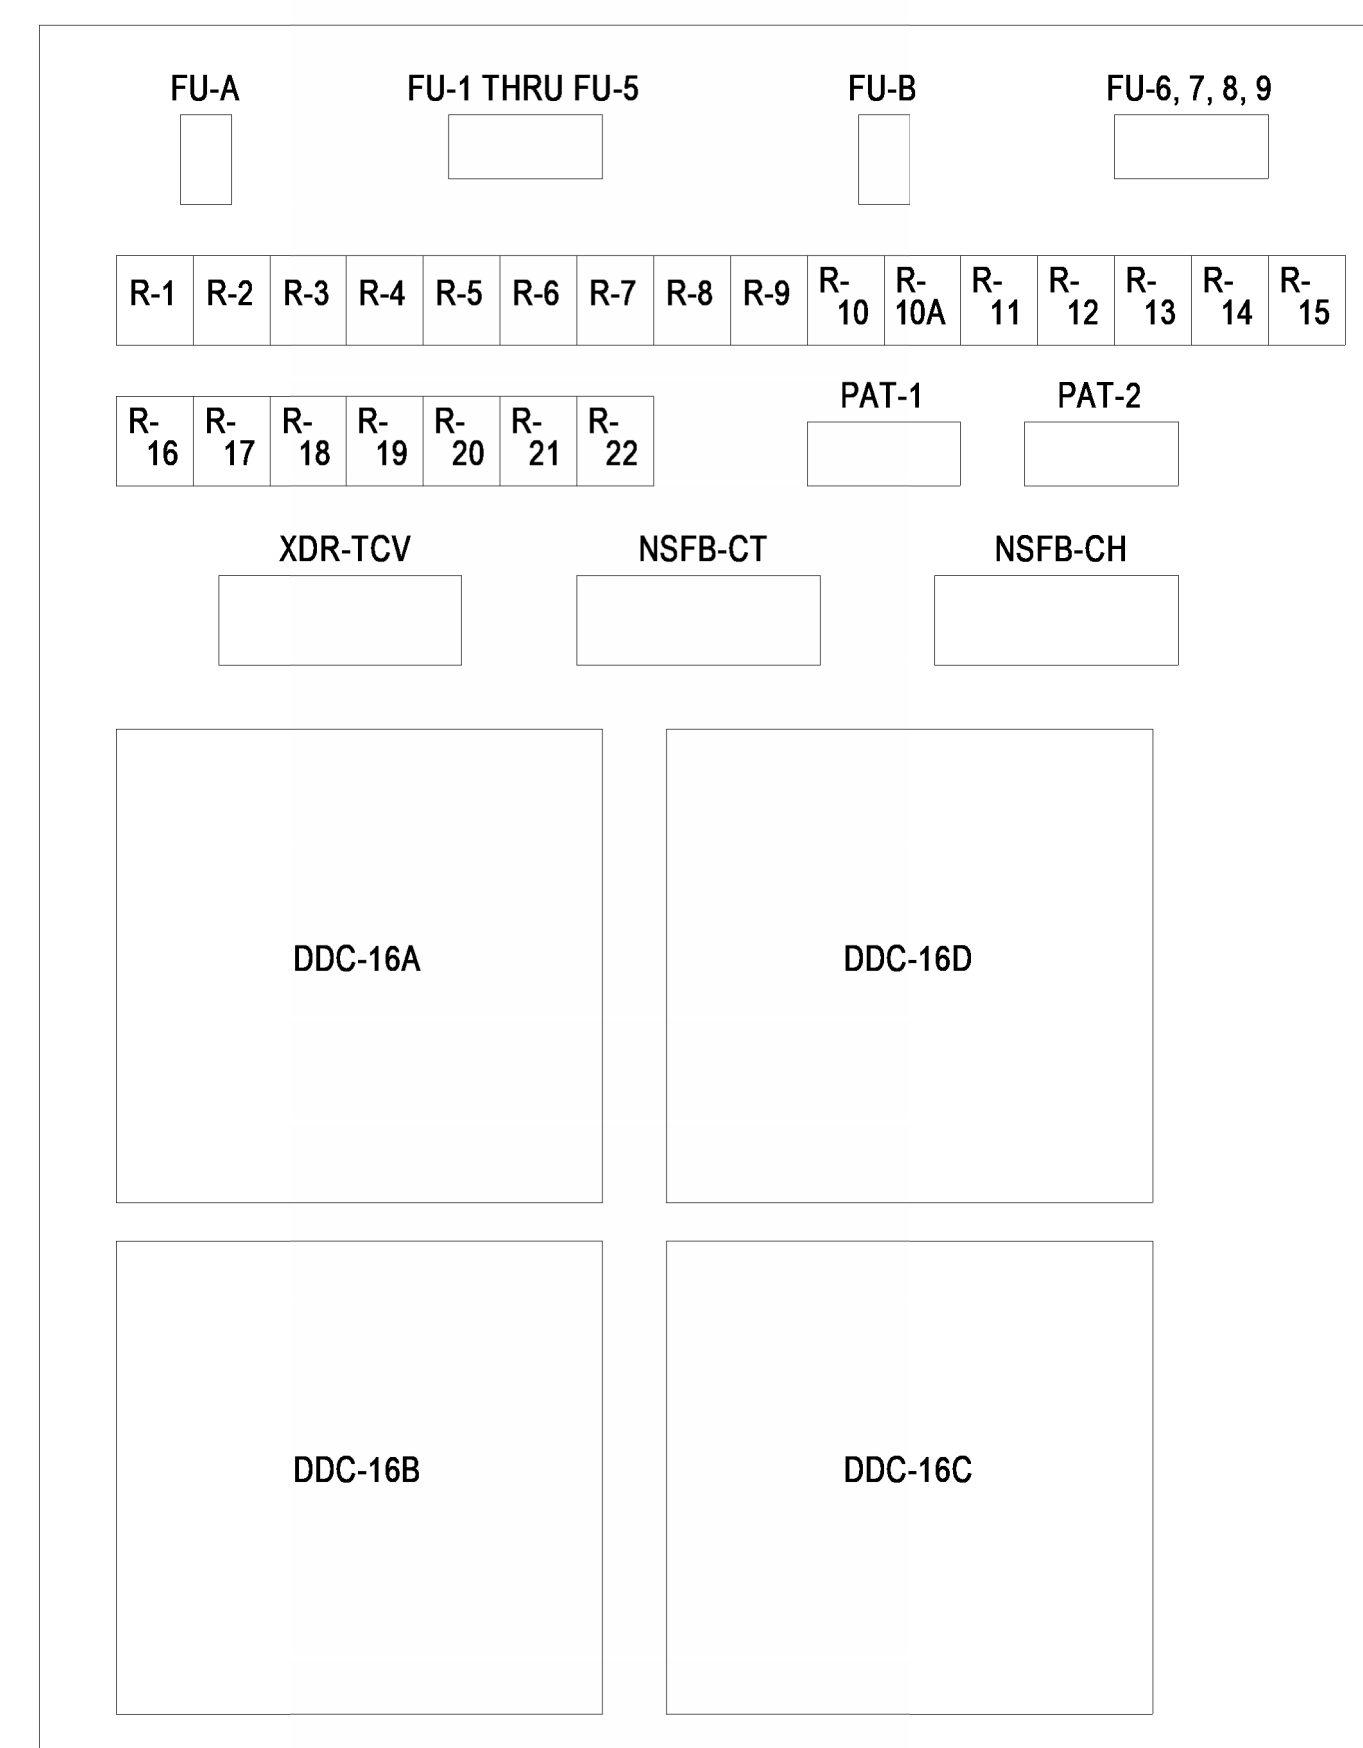 FU-A FU-1 THRU FU-5 FU-B FU-6, 7, 8, 9
R-1 R-2 R-3 R-4 R-5 R-6 R-7 R-8 R-9 R-10 R-10A R-11 R-12 R-13 R-14 R-15
PAT-1 PAT-2
R-16 R-17 R-18 R-19 R-20 R-21 R-22
XDR-TCV NSFB-CT NSFB-CH
DDC-16A DDC-16D
DDC-16B DDC-16C